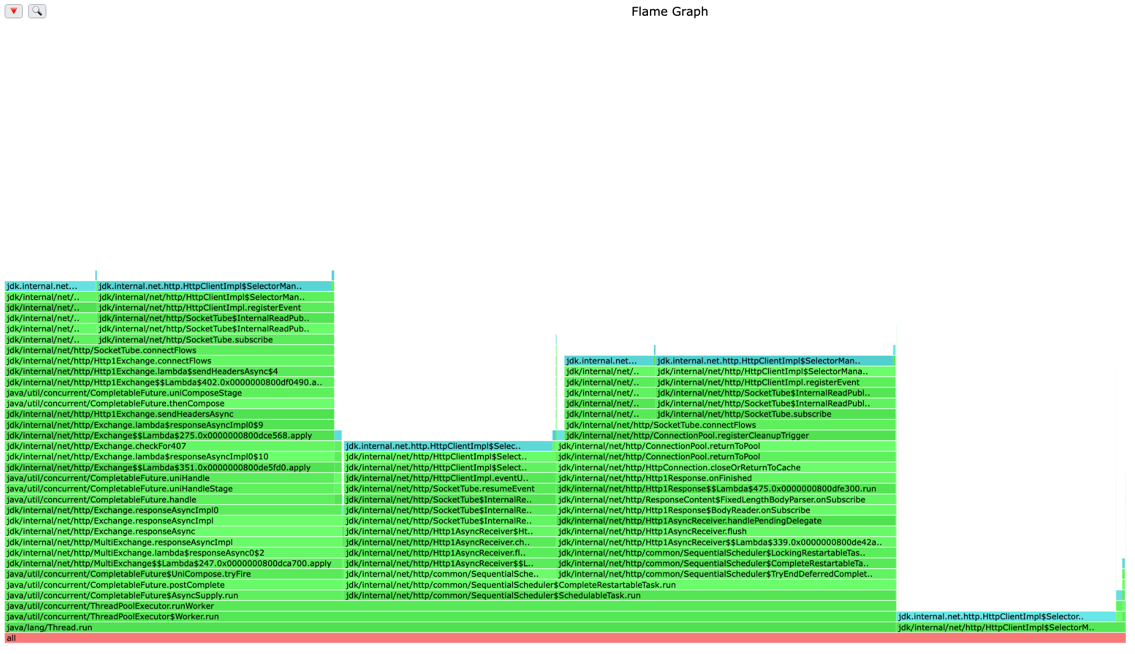 Flame Graph
jdk.internal.net...
jdk.internal.net.http.HttpClientImpl$SelectorMan..
jdk/internal/net/..
jdk/internal/net/http/HttpClientImpl$SelectorMan..
jdk/internal/net/..
jdk/internal/net/http/HttpClientImpl.registerEvent
jdk/internal/net/..
jdk/internal/net/http/SocketTube$InternalReadPub..
jdk/internal/net/..
jdk/internal/net/http/SocketTube$InternalReadPub..
jdk/internal/net/..
jdk/internal/net/http/SocketTube.subscribe
jdk/internal/net/http/SocketTube.connectFlows
jdk/internal/net/http/Http1Exchange.connectFlows
jdk.internal.net...
jdk.internal.net.http.HttpClientImpl$SelectorMan..
jdk/internal/net/http/Http1Exchange.lambda$sendHeadersAsync$4
jdk/internal/net/..
jdk/internal/net/http/HttpClientImpl$SelectorMana..
jdk/internal/net/http/Http1Exchange$$Lambda$402.0x0000000800df0490.a..
jdk/internal/net/..
jdk/internal/net/http/HttpClientImpl.registerEvent
java/util/concurrent/CompletableFuture.uniComposeStage
jdk/internal/net/..
jdk/internal/net/http/SocketTube$InternalReadPubl..
java/util/concurrent/CompletableFuture.thenCompose
jdk/internal/net/..
jdk/internal/net/http/SocketTube$InternalReadPubl..
jdk/internal/net/http/Http1Exchange.sendHeadersAsync
jdk/internal/net/..
jdk/internal/net/http/SocketTube.subscribe
jdk/internal/net/http/Exchange.lambda$responseAsyncImpl0$9
jdk/internal/net/http/SocketTube.connectFlows
jdk/internal/net/http/Exchange$$Lambda$275.0x0000000800dce568.apply
jdk/internal/net/http/ConnectionPool.registerCleanupTrigger
jdk/internal/net/http/Exchange.checkFor407
jdk.internal.net.http.HttpClientImpl$Selec..
jdk/internal/net/http/ConnectionPool.returnToPool
jdk/internal/net/http/Exchange.lambda$responseAsyncImpl0$10
jdk/internal/net/http/HttpClientImpl$Select..
jdk/internal/net/http/ConnectionPool.returnToPool
jdk/internal/net/http/Exchange$$Lambda$351.0x0000000800de5fd0.apply
jdk/internal/net/http/HttpClientImpl$Select..
jdk/internal/net/http/HttpConnection.closeOrReturnToCache
java/util/concurrent/CompletableFuture.uniHandle
jdk/internal/net/http/HttpClientImpl.eventU..
jdk/internal/net/http/Http1Response.onFinished
java/util/concurrent/CompletableFuture.uniHandleStage
jdk/internal/net/http/SocketTube.resumeEvent
jdk/internal/net/http/Http1Response$$Lambda$475.0x0000000800dfe300.run
java/util/concurrent/CompletableFuture.handle
jdk/internal/net/http/SocketTube$InternalRe..
jdk/internal/net/http/ResponseContent$FixedLengthBodyParser.onSubscribe
jdk/internal/net/http/Exchange.responseAsyncImpl0
jdk/internal/net/http/SocketTube$InternalRe..
jdk/internal/net/http/Http1Response$BodyReader.onSubscribe
jdk/internal/net/http/Exchange.responseAsyncImpl
jdk/internal/net/http/SocketTube$InternalRe..
jdk/internal/net/http/Http1AsyncReceiver.handlePendingDelegate
jdk/internal/net/http/Exchange.responseAsync
jdk/internal/net/http/Http1AsyncReceiver$Ht..
jdk/internal/net/http/Http1AsyncReceiver.flush
jdk/internal/net/http/MultiExchange.responseAsyncImpl
jdk/internal/net/http/Http1AsyncReceiver.ch..
jdk/internal/net/http/Http1AsyncReceiver$$Lambda$339.0x0000000800de42a..
jdk/internal/net/http/MultiExchange.lambda$responseAsync0$2
jdk/internal/net/http/Http1AsyncReceiver.fl..
jdk/internal/net/http/common/SequentialScheduler$LockingRestartableTas..
jdk/internal/net/http/MultiExchange$$Lambda$247.0x0000000800dca700.apply
jdk/internal/net/http/Http1AsyncReceiver$$L..
jdk/internal/net/http/common/SequentialScheduler$CompleteRestartableTa..
java/util/concurrent/CompletableFuture$UniCompose.tryFire
jdk/internal/net/http/common/SequentialSche..
jdk/internal/net/http/common/SequentialScheduler$TryEndDeferredComplet..
java/util/concurrent/CompletableFuture.postComplete
jdk/internal/net/http/common/SequentialScheduler$CompleteRestartableTask.run
java/util/concurrent/CompletableFuture$AsyncSupply.run
jdk/internal/net/http/common/SequentialScheduler$SchedulableTask.run
java/util/concurrent/ThreadPoolExecutor.runWorker
java/util/concurrent/ThreadPoolExecutor$Worker.run
jdk.internal.net.http.HttpClientImpl$Selector..
java/lang/Thread.run
jdk/internal/net/http/HttpClientImpl$SelectorM..
all